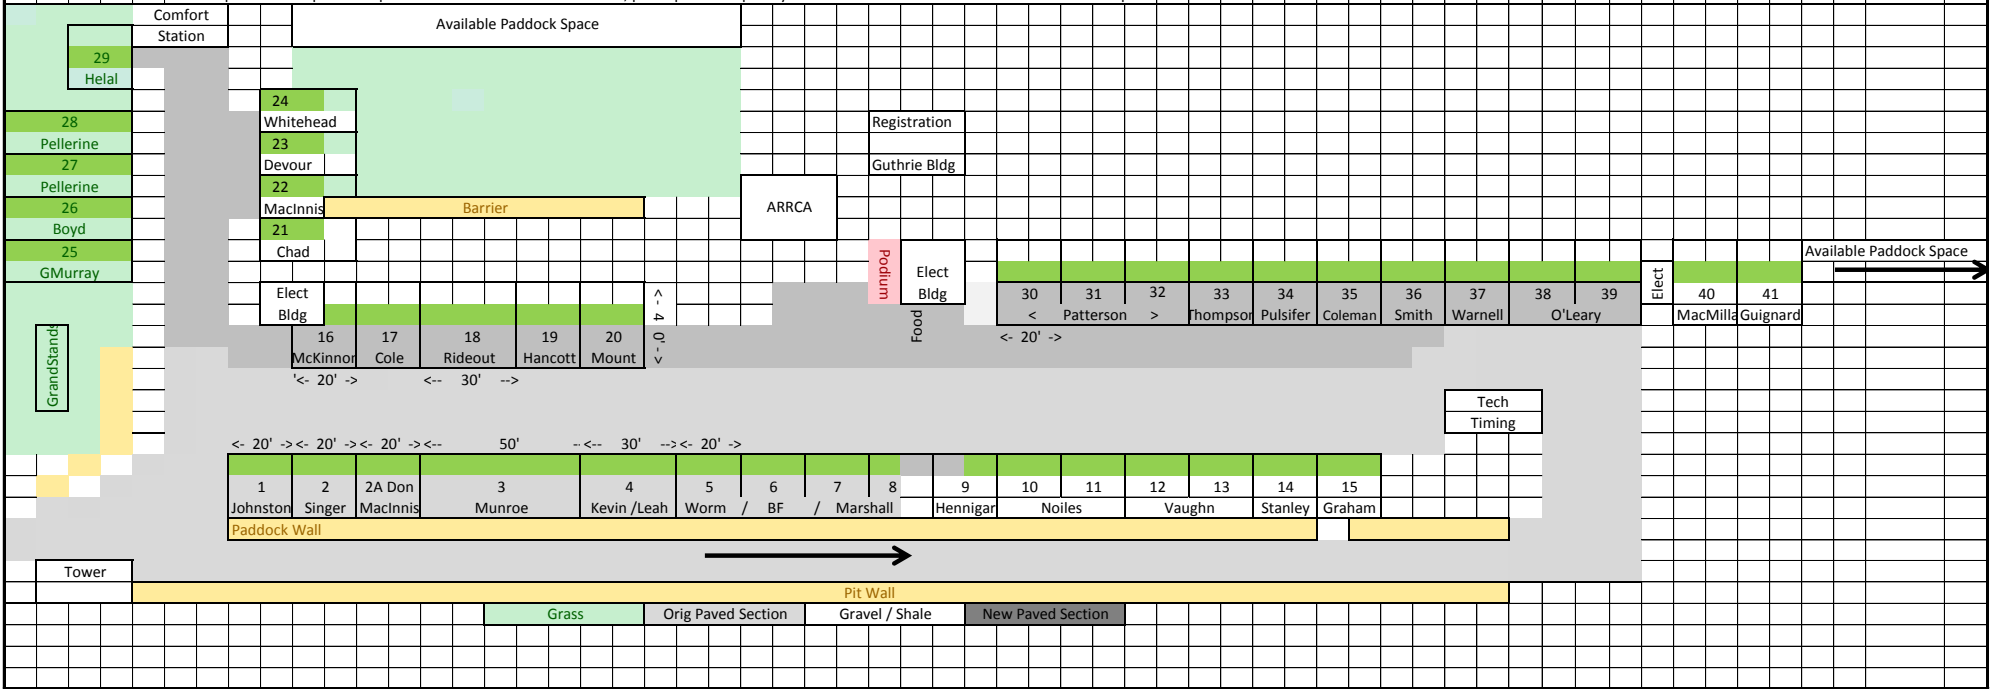 Comfort
Station
Available Paddock Space
29
Helal
24
Whitehead
28
Pellerine
23
Registration
27
Devour
Guthrie Bldg
Pellerine
22
26
MacInnis
Barrier
ARRCA
Boyd
21
25
Chad
Podium
Elect
Bldg
Available Paddock Space
GMurray
Elect
Bldg
<- 40' ->
30 31 32 33 34 35 36 37 38 39
Elect
40 41
< Patterson > Thompson Pulsifer Coleman Smith Warnell O'Leary
MacMilla Guignard
GrandStands
16 17 18 19 20
Food
<- 20' ->
McKinnor Cole Rideout Hancott Mount
'<- 20' -> <-- 30' -->
Tech
Timing
<- 20' -> <- 20' -> <- 20' -> <-- 50' -- <-- 30' --> <- 20' ->
1 2 2A Don 3 4 5 6 7 8 9 10 11 12 13 14 15
Johnston Singer MacInnis Munroe Kevin /Leah Worm / BF / Marshall Hennigar Noiles Vaughn Stanley Graham
Paddock Wall
Tower
Pit Wall
Grass Orig Paved Section Gravel / Shale New Paved Section